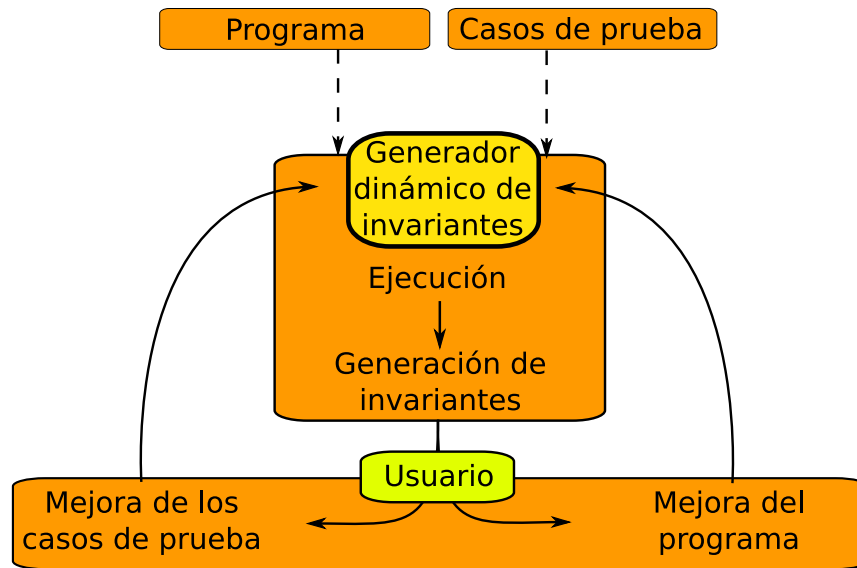 Programa
Casos de prueba
Generador
dinámico de
invariantes
Ejecución
Generación de
invariantes
Usuario
Mejora de los
casos de prueba
Mejora del
programa